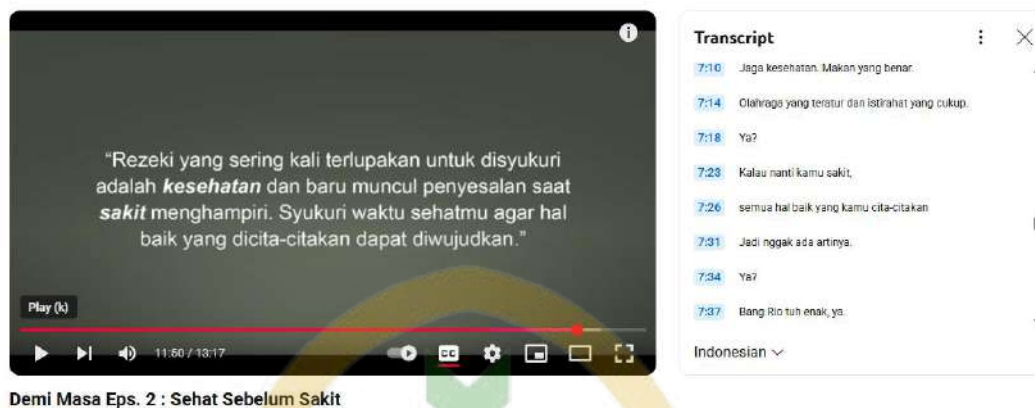 "Rezeki yang sering kali terlupakan untuk disyukuri
adalah kesehatan dan baru muncul penyesalan saat
sakit menghampiri. Syukuri waktu sehatmu agar hal
baik yang dicita-citakan dapat diwujudkan."
Play (k)
11:50 / 13:17
CC
Demi Masa Eps. 2 : Sehat Sebelum Sakit
Transcript
7:10 Jaga kesehatan. Makan yang benar.
7:14 Olahraga yang teratur dan istirahat yang cukup.
7:18 Ya?
7:23 Kalau nanti kamu sakit,
7:26 semua hal baik yang kamu cita-citakan
7:31 Jadi nggak ada artinya.
7:34 Ya?
7:37 Bang Rio tuh enak, ya.
Indonesian